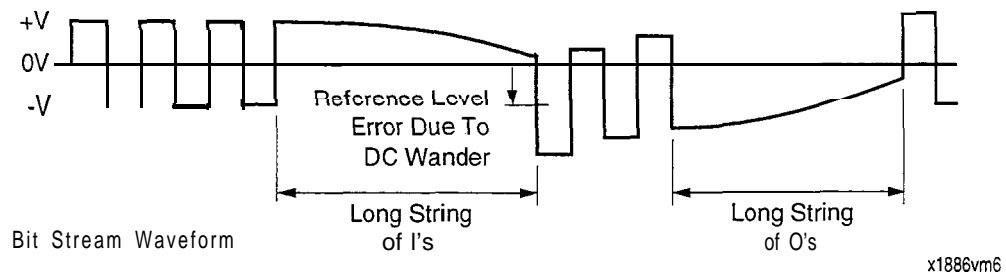 +V
0V
-V
Reference Level
Error Due To
DC Wander
Long String
of I's
Long String
of O's
Bit Stream Waveform
x1886vm6